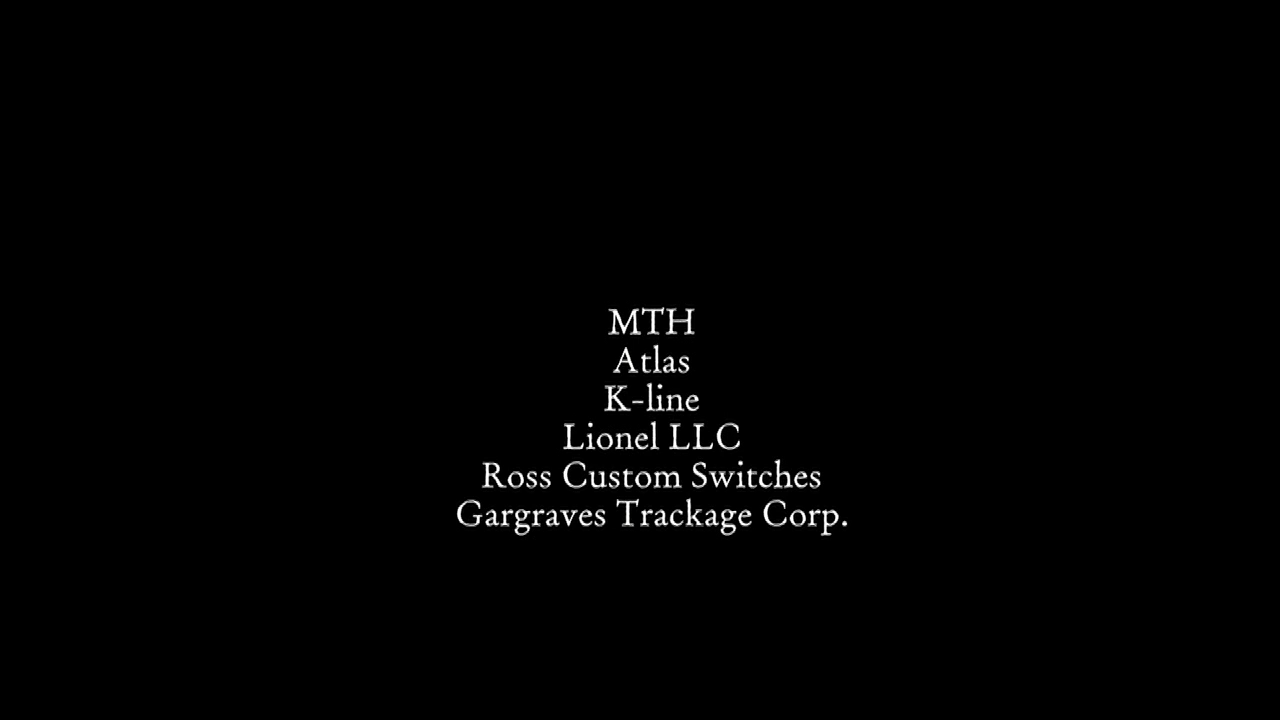 MTH
Atlas
K-line
Lionel LLC
Ross Custom Switches
Gargraves Trackage Corp.